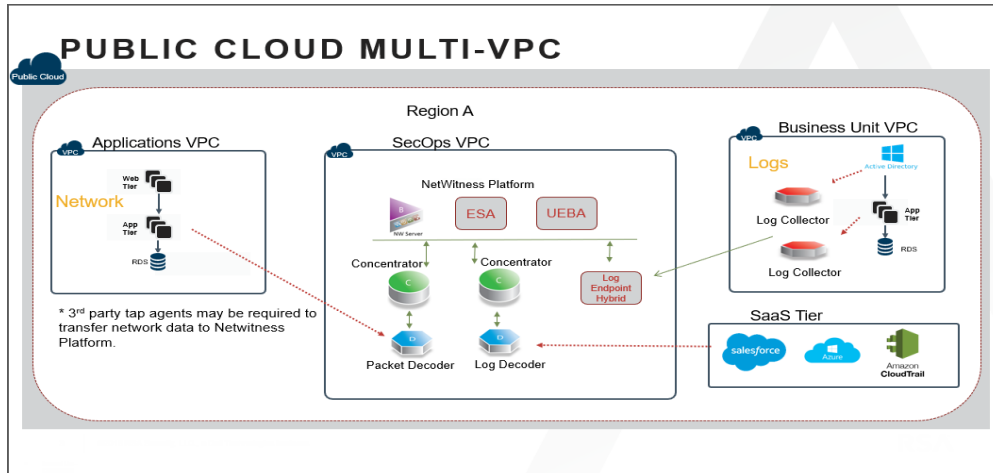 PUBLIC CLOUD MULTI-VPC
Public Cloud
Region A
Applications VPC
VPC
Network
Web
Tier
App
Tier
RDS
* 3rd party tap agents may be required to
transfer network data to Netwitness
Platform.
SecOps VPC
VPC
NetWitness Platform
B
NW Server
ESA
UEBA
Concentrator
C
Concentrator
C
Log
Endpoint
Hybrid
D
Packet Decoder
D
Log Decoder
Business Unit VPC
VPC
Logs
Active Directory
Log Collector
App
Tier
Log Collector
RDS
SaaS Tier
salesforce
Azure
Amazon
CloudTrail